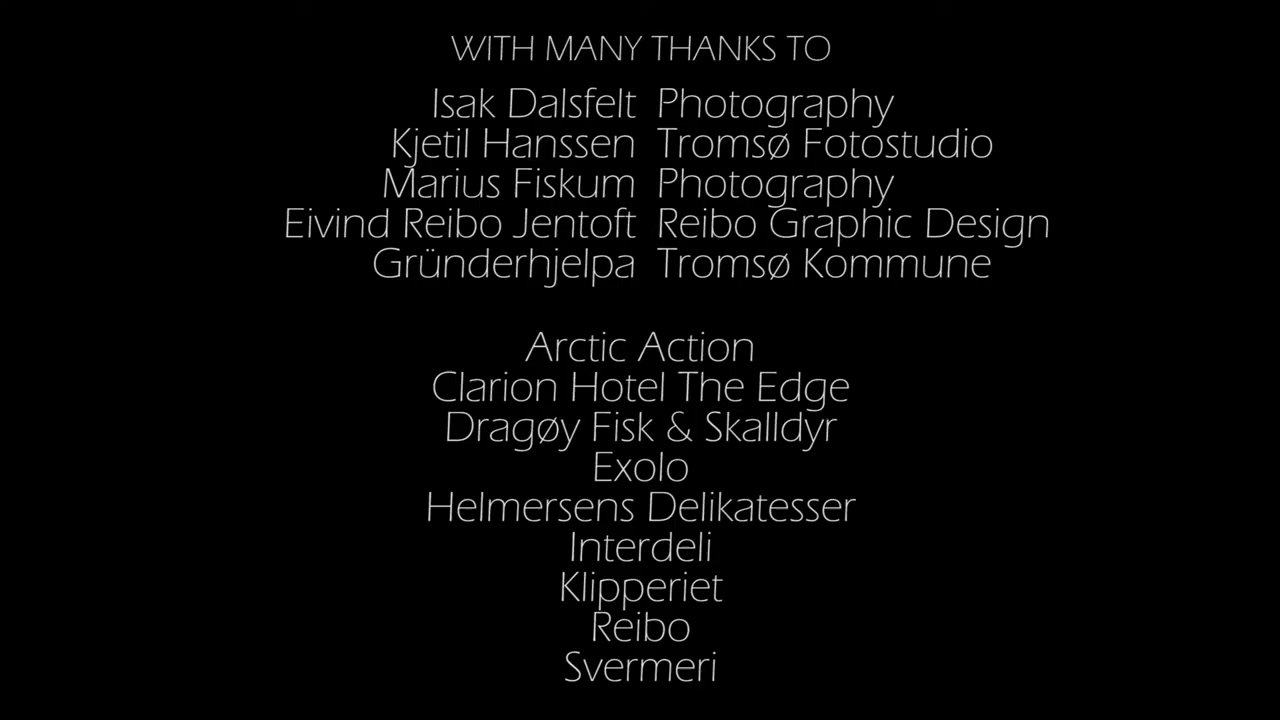 WITH MANY THANKS TO
Isak Dalsfelt Photography
Kjetil Hanssen Tromsø Fotostudio
Marius Fiskum Photography
Eivind Reibo Jentoft Reibo Graphic Design
Gründerhjelpa Tromsø Kommune
Arctic Action
Clarion Hotel The Edge
Dragøy Fisk & Skalldyr
Exolo
Helmersens Delikatesser
Interdeli
Klipperiet
Reibo
Svermeri